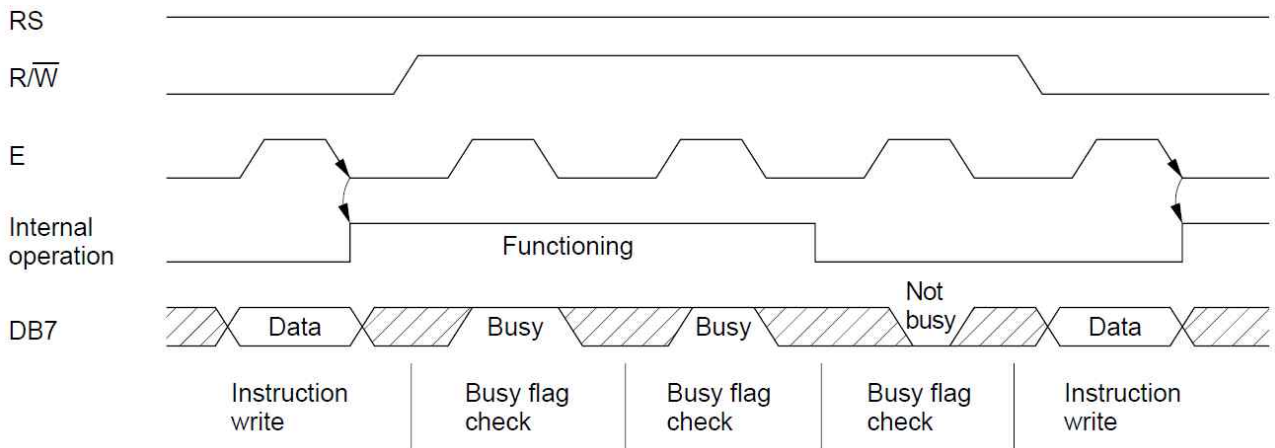 RS
R/W̅
E
Internal
operation
Functioning
DB7
Data
Busy
Busy
Not
busy
Data
Instruction
write
Busy flag
check
Busy flag
check
Busy flag
check
Instruction
write